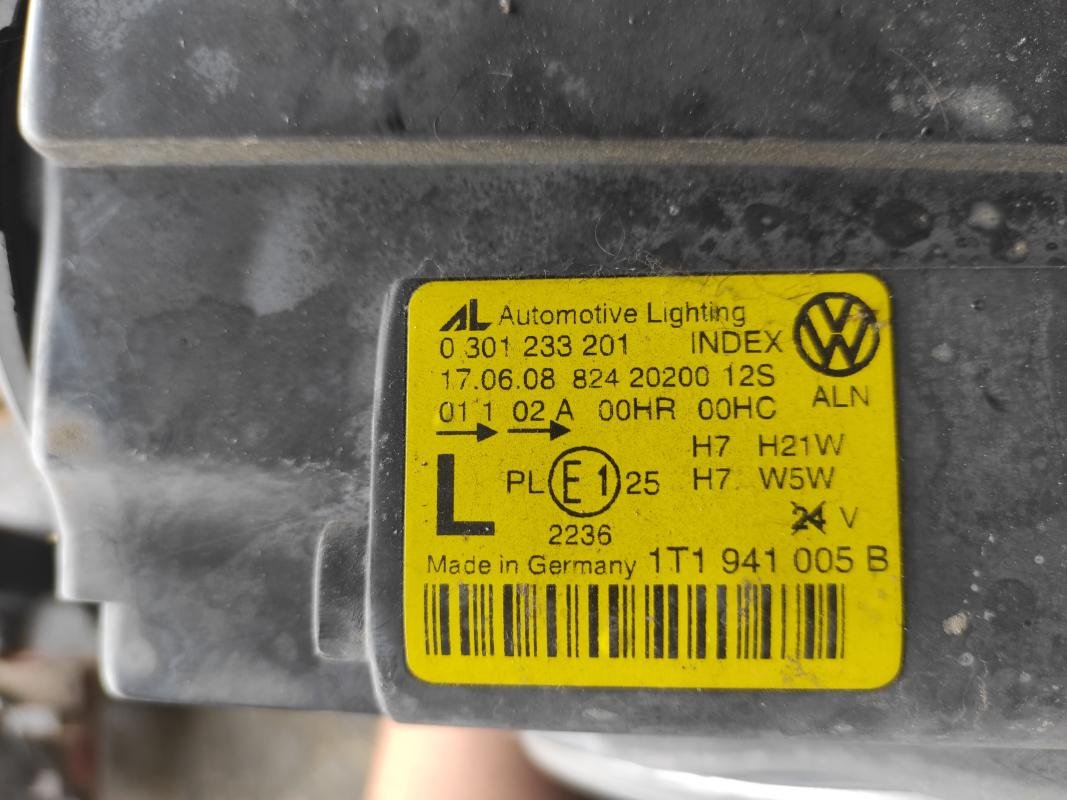 AL Automotive Lighting
0 301 233 201 INDEX
17.06.08 824 20200 12S
01 1 02 A 00HR 00HC ALN
H7 H21W
L PL E1 25 H7 W5W
24 V
2236
Made in Germany 1T1 941 005 B